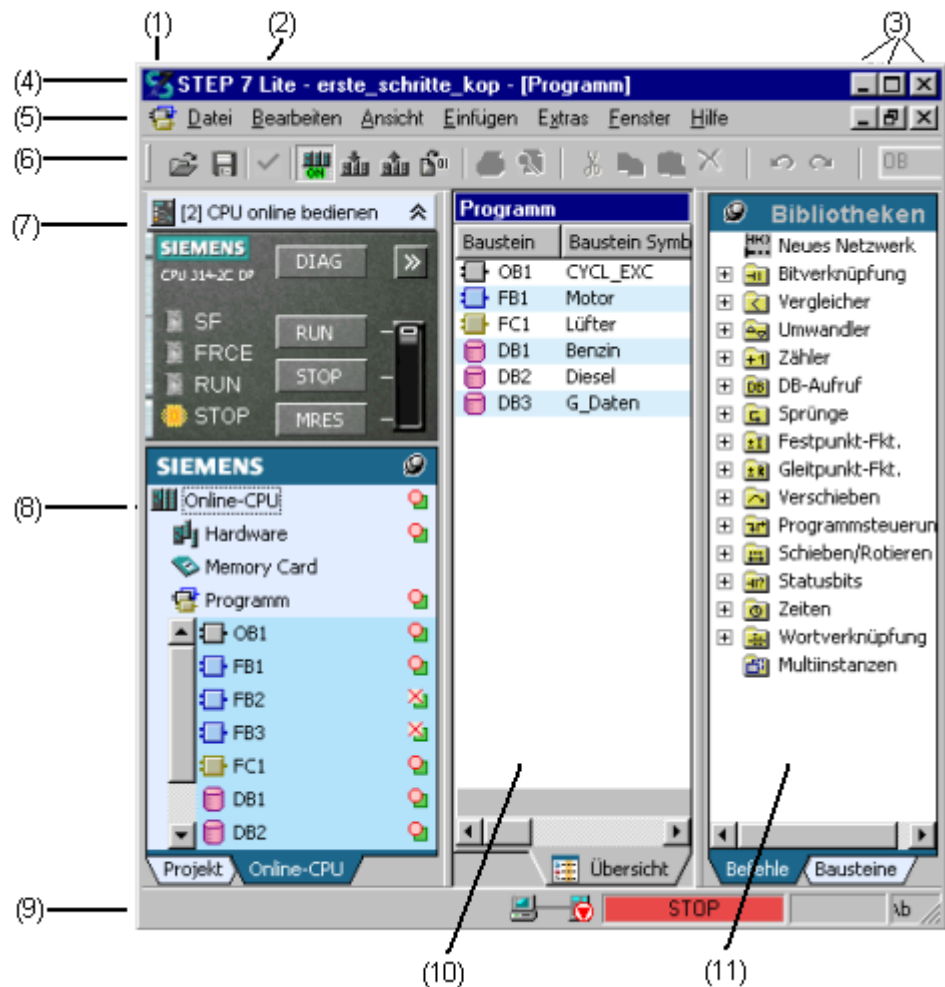 (1) (2) (3)
(4) STEP 7 Lite - erste_schritte_kop - [Programm]
(5) Datei Bearbeiten Ansicht Einfügen Extras Fenster Hilfe
(6) ON OB
(7) [2] CPU online bedienen
SIEMENS
CPU 314-2C DP
DIAG
SF
FRCE
RUN
STOP
RUN
STOP
MRES
SIEMENS
(8) Online-CPU
Hardware
Memory Card
Programm
OB1
FB1
FB2
FB3
FC1
DB1
DB2
Projekt Online-CPU
Programm
Baustein Baustein Symb
OB1 CYCL_EXC
FB1 Motor
FC1 Lüfter
DB1 Benzin
DB2 Diesel
DB3 G_Daten
Übersicht
Bibliotheken
Neues Netzwerk
Bitverknüpfung
Vergleicher
Umwandler
Zähler
DB-Aufruf
Sprünge
Festpunkt-Fkt.
Gleitpunkt-Fkt.
Verschieben
Programmsteuerun
Schieben/Rotieren
Statusbits
Zeiten
Wortverknüpfung
Multiinstanzen
Befehle Bausteine
(9) STOP \b
(10) (11)